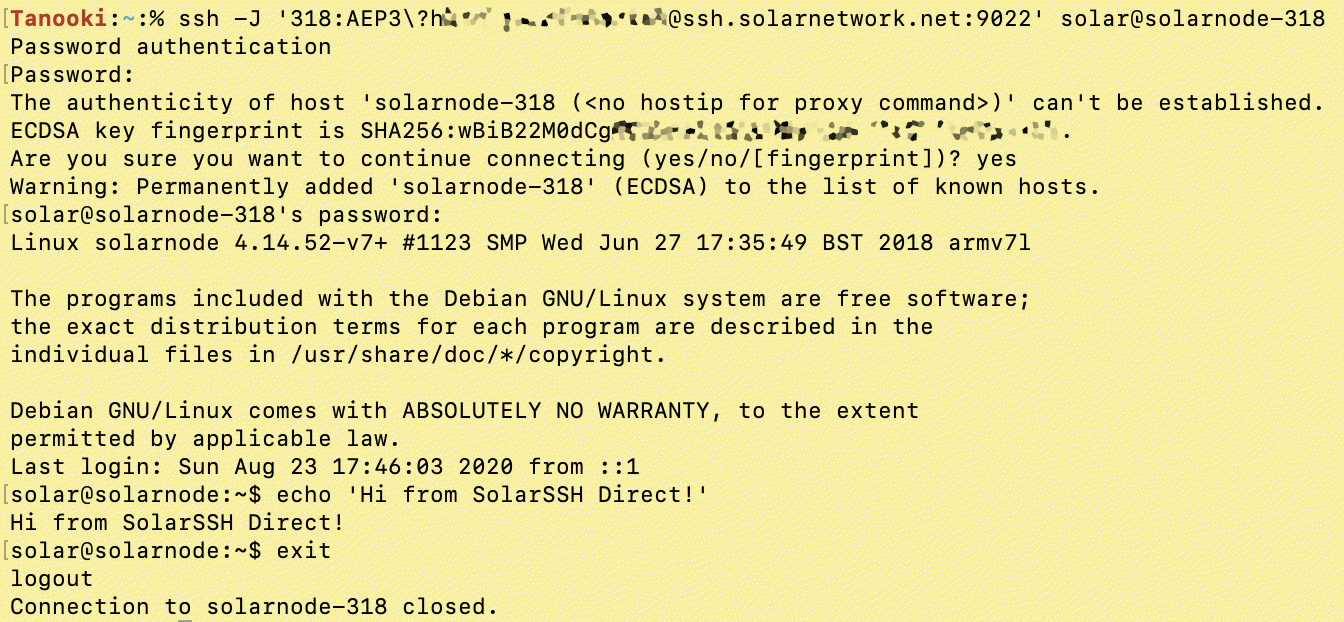 Tanooki:~:% ssh -J '318:AEP3\?h @ssh.solarnetwork.net:9022' solar@solarnode-318
Password authentication
Password:
The authenticity of host 'solarnode-318 (<no hostip for proxy command>)' can't be established.
ECDSA key fingerprint is SHA256:wBiB22M0dCg .
Are you sure you want to continue connecting (yes/no/[fingerprint])? yes
Warning: Permanently added 'solarnode-318' (ECDSA) to the list of known hosts.
solar@solarnode-318's password:
Linux solarnode 4.14.52-v7+ #1123 SMP Wed Jun 27 17:35:49 BST 2018 armv7l
The programs included with the Debian GNU/Linux system are free software;
the exact distribution terms for each program are described in the
individual files in /usr/share/doc/*/copyright.
Debian GNU/Linux comes with ABSOLUTELY NO WARRANTY, to the extent
permitted by applicable law.
Last login: Sun Aug 23 17:46:03 2020 from ::1
solar@solarnode:~$ echo 'Hi from SolarSSH Direct!'
Hi from SolarSSH Direct!
solar@solarnode:~$ exit
logout
Connection to solarnode-318 closed.